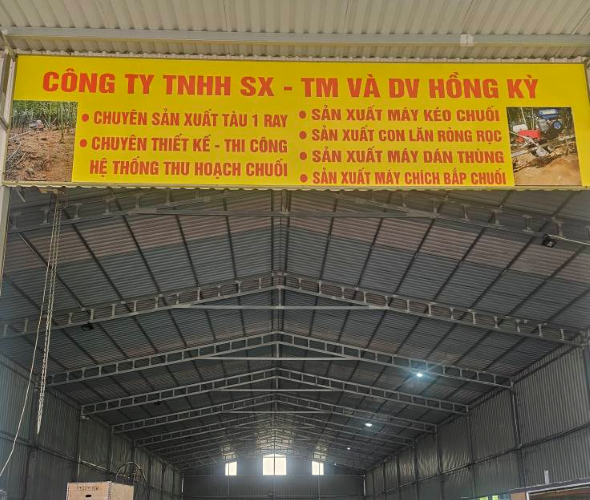 CÔNG TY TNHH SX - TM VÀ DV HỒNG KỲ
• CHUYÊN SẢN XUẤT TÀU 1 RAY
• CHUYÊN THIẾT KẾ - THI CÔNG
HỆ THỐNG THU HOẠCH CHUỐI
• SẢN XUẤT MÁY KÉO CHUỐI
• SẢN XUẤT CON LĂN RÒNG RỌC
• SẢN XUẤT MÁY DÁN THÙNG
• SẢN XUẤT MÁY CHÍCH BẮP CHUỐI